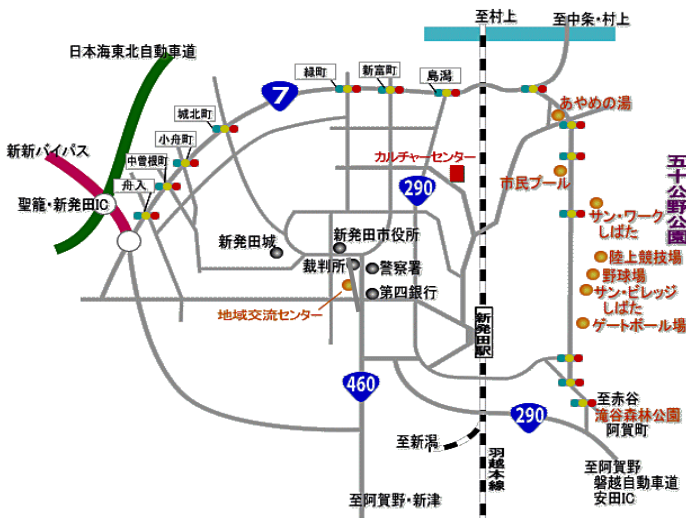 至村上
至中条・村上
日本海東北自動車道
緑町
新富町
島潟
7
城北町
あやめの湯
小舟町
新新バイパス
中曽根町
カルチャーセンター
五十公野公園
舟入
290
市民プール
聖籠・新発田IC
サン・ワーク
しばた
新発田城
新発田市役所
陸上競技場
裁判所
警察署
野球場
第四銀行
サン・ビレッジ
しばた
地域交流センター
新発田駅
ゲートボール場
460
至赤谷
290
滝谷森林公園
阿賀町
至新潟
羽越本線
至阿賀野
磐越自動車道
安田IC
至阿賀野・新津